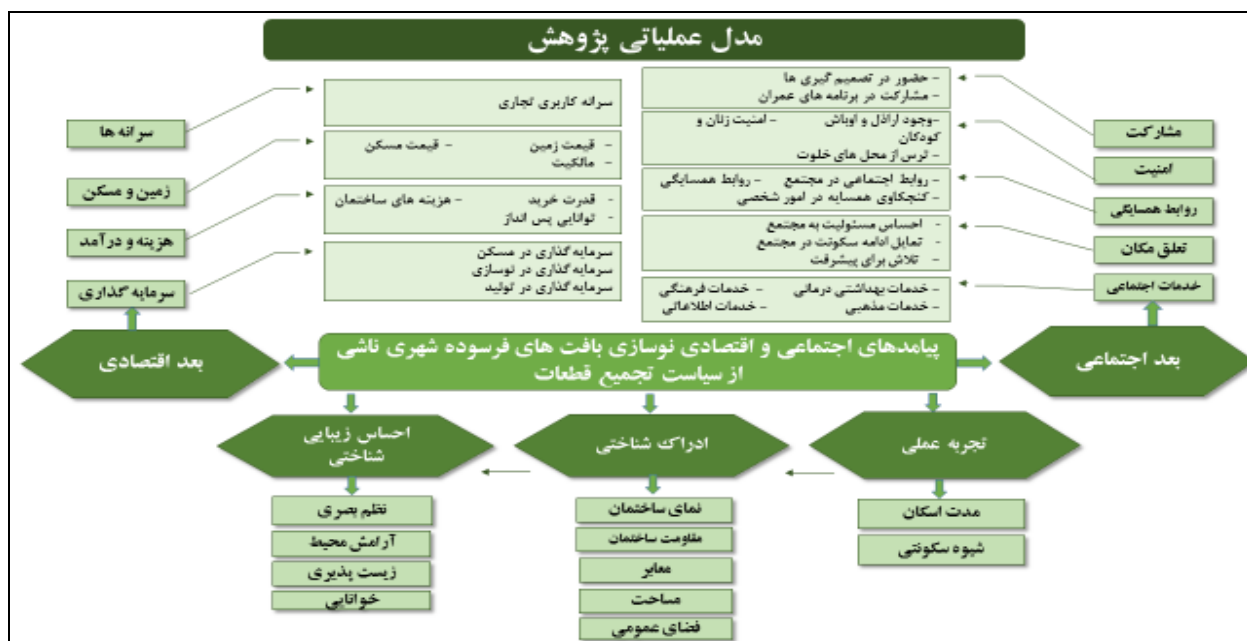 مدل عملیاتی پژوهش
- حضور در تصمیم گیری ها
- مشارکت در برنامه های عمران
-وجود اراذل و اوباش - امنیت زنان و
کودکان
- ترس از محل های خلوت
- روابط اجتماعی در مجتمع - روابط همسایگی
- کنجکاوی همسایه در امور شخصی
- احساس مسئولیت به مجتمع
- تمایل ادامه سکونت در مجتمع
- تلاش برای پیشرفت
- خدمات بهداشتی درمانی - خدمات فرهنگی
- خدمات مذهبی - خدمات اطلاعاتی
مشارکت
امنیت
روابط همسایگی
تعلق مکان
خدمات اجتماعی
بعد اجتماعی
سرانه کاربری تجاری
- قیمت زمین - قیمت مسکن
- مالکیت
- قدرت خرید - هزینه های ساختمان
- توانایی پس انداز
سرمایه گذاری در مسکن
سرمایه گذاری در نوسازی
سرمایه گذاری در تولید
سرانه ها
زمین و مسکن
هزینه و درآمد
سرمایه گذاری
بعد اقتصادی
پیامدهای اجتماعی و اقتصادی نوسازی بافت های فرسوده شهری ناشی
از سیاست تجمیع قطعات
تجربه عملی
مدت اسکان
شیوه سکونتی
ادراک شناختی
نمای ساختمان
مقاومت ساختمان
معابر
مساحت
فضای عمومی
احساس زیبایی
شناختی
نظم بصری
آرامش محیط
زیست پذیری
خوانایی